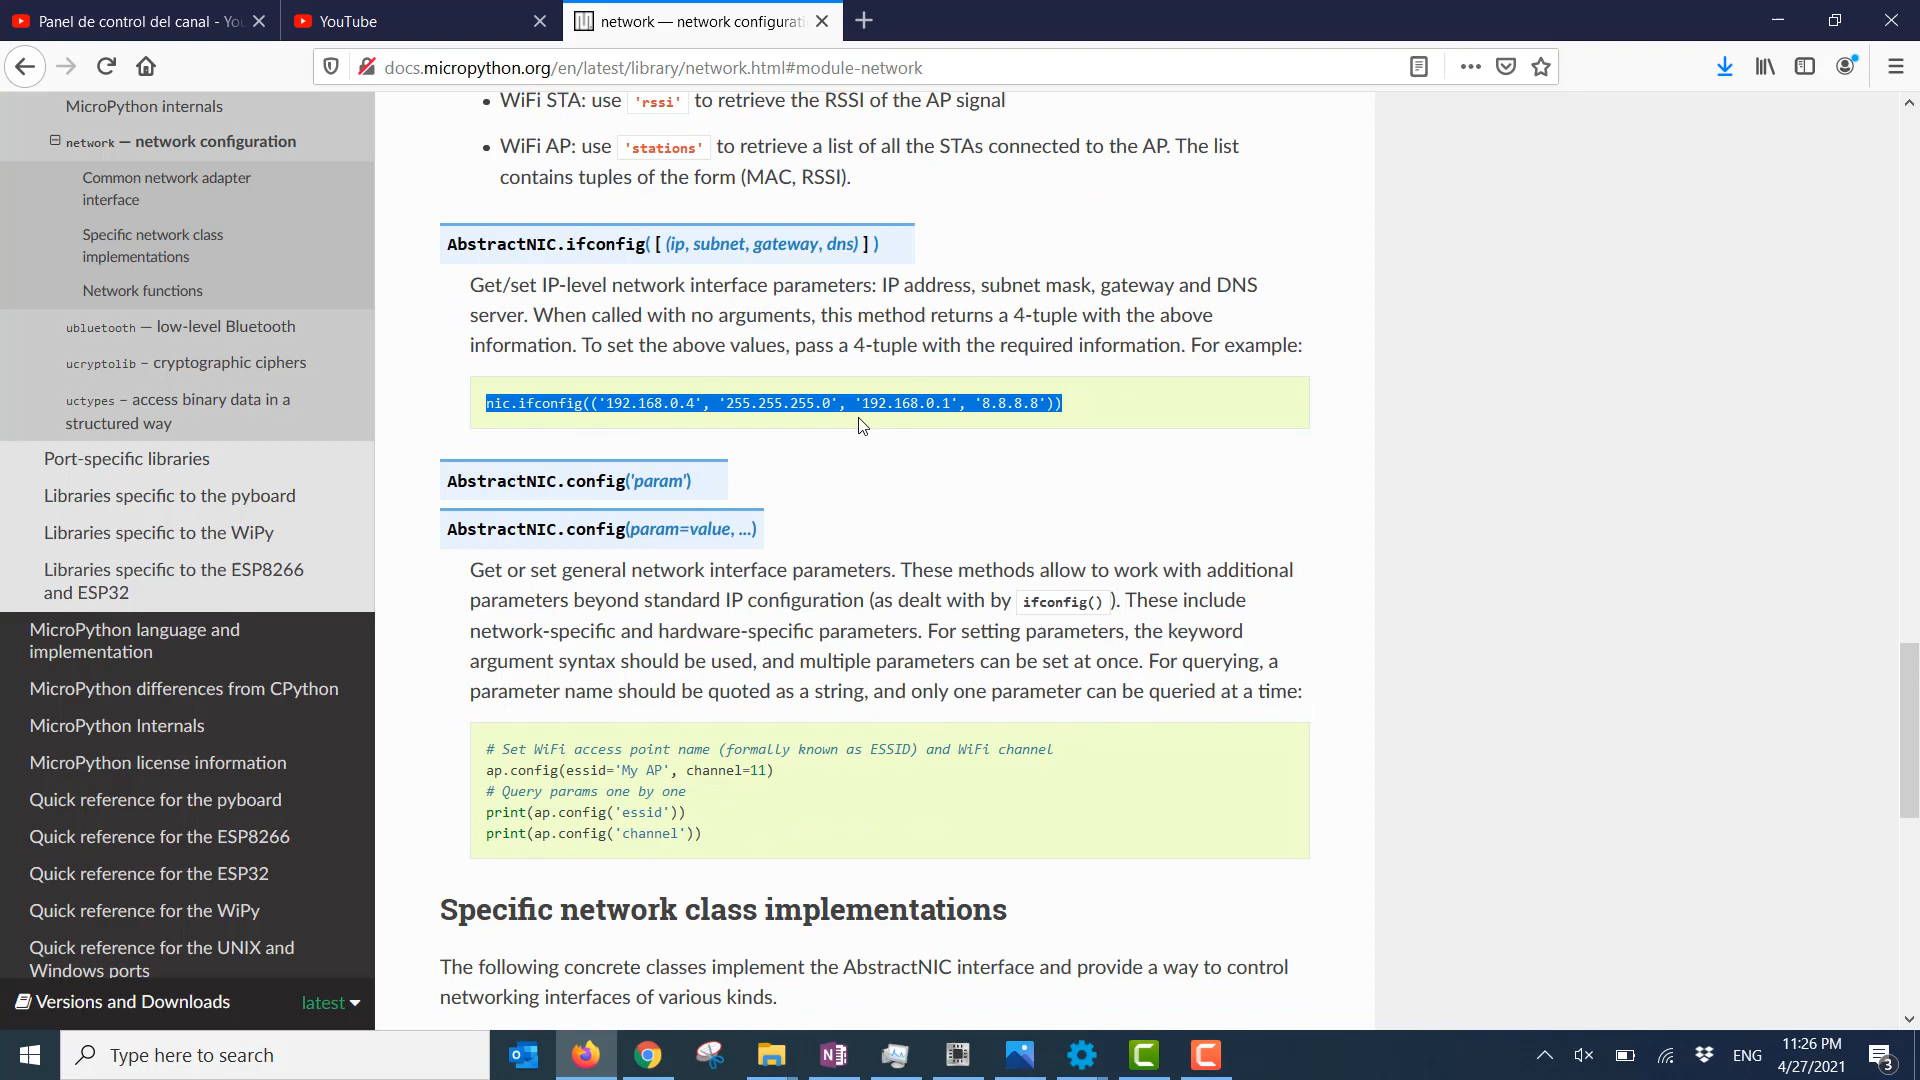 Panel de control del canal - You
YouTube
network — network configurati
docs.micropython.org/en/latest/library/network.html#module-network
MicroPython internals
network — network configuration
Common network adapter
interface
Specific network class
implementations
Network functions
ubluetooth — low-level Bluetooth
ucryptolib – cryptographic ciphers
uctypes – access binary data in a
structured way
Port-specific libraries
Libraries specific to the pyboard
Libraries specific to the WiPy
Libraries specific to the ESP8266
and ESP32
MicroPython language and
implementation
MicroPython differences from CPython
MicroPython Internals
MicroPython license information
Quick reference for the pyboard
Quick reference for the ESP8266
Quick reference for the ESP32
Quick reference for the WiPy
Quick reference for the UNIX and
Windows ports
Versions and Downloads latest
WiFi STA: use 'rssi' to retrieve the RSSI of the AP signal
WiFi AP: use 'stations' to retrieve a list of all the STAs connected to the AP. The list
contains tuples of the form (MAC, RSSI).
AbstractNIC.ifconfig([(ip, subnet, gateway, dns)])
Get/set IP-level network interface parameters: IP address, subnet mask, gateway and DNS
server. When called with no arguments, this method returns a 4-tuple with the above
information. To set the above values, pass a 4-tuple with the required information. For example:
nic.ifconfig(('192.168.0.4', '255.255.255.0', '192.168.0.1', '8.8.8.8'))
AbstractNIC.config('param')
AbstractNIC.config(param=value, ...)
Get or set general network interface parameters. These methods allow to work with additional
parameters beyond standard IP configuration (as dealt with by ifconfig() ). These include
network-specific and hardware-specific parameters. For setting parameters, the keyword
argument syntax should be used, and multiple parameters can be set at once. For querying, a
parameter name should be quoted as a string, and only one parameter can be queried at a time:
# Set WiFi access point name (formally known as ESSID) and WiFi channel
ap.config(essid='My AP', channel=11)
# Query params one by one
print(ap.config('essid'))
print(ap.config('channel'))
Specific network class implementations
The following concrete classes implement the AbstractNIC interface and provide a way to control
networking interfaces of various kinds.
Type here to search
ENG
11:26 PM
4/27/2021
3